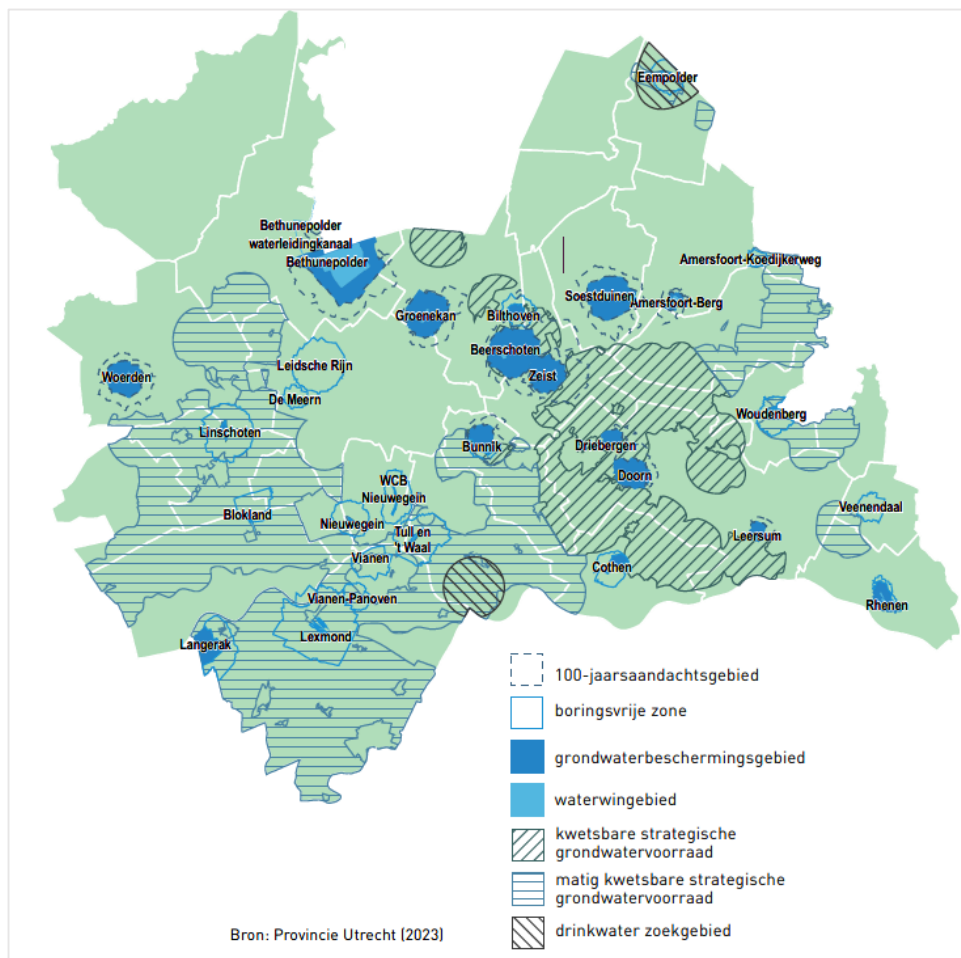 Eempolder
Bethunepolder
waterleidingkanaal
Bethunepolder
Amersfoort-Koedijkerweg
Soestduinen
Amersfoort-Berg
Groenekan
Bilthoven
Beerschoten
Zeist
Leidsche Rijn
Woerden
De Meern
Linschoten
Woudenberg
Bunnik
Driebergen
Doorn
WCB
Nieuwegein
Blokland
Nieuwegein
Tull en
't Waal
Veenendaal
Leersum
Vianen
Cothen
Vianen-Panoven
Rhenen
Lexmond
Langerak
100-jaarsaandachtsgebied
boringsvrije zone
grondwaterbeschermingsgebied
waterwingebied
kwetsbare strategische
grondwatervoorraad
matig kwetsbare strategische
grondwatervoorraad
drinkwater zoekgebied
Bron: Provincie Utrecht (2023)